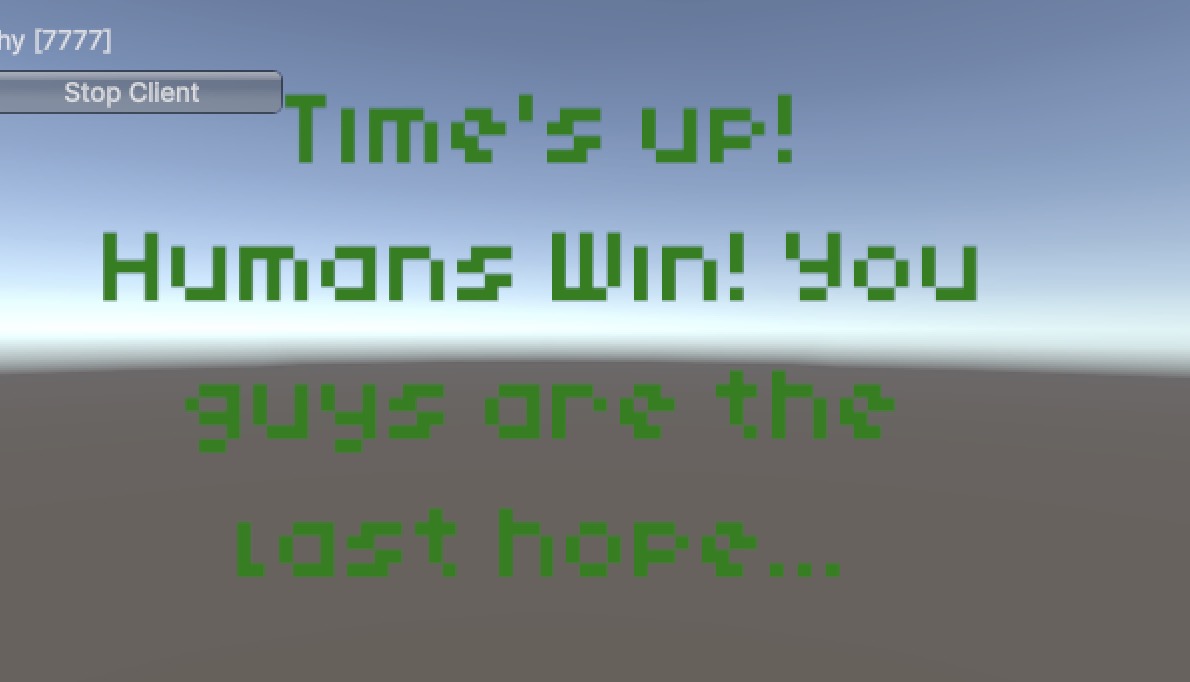 hy [7777]
Stop Client
Time's up!
Humans Win! You
guys are the
last hope...